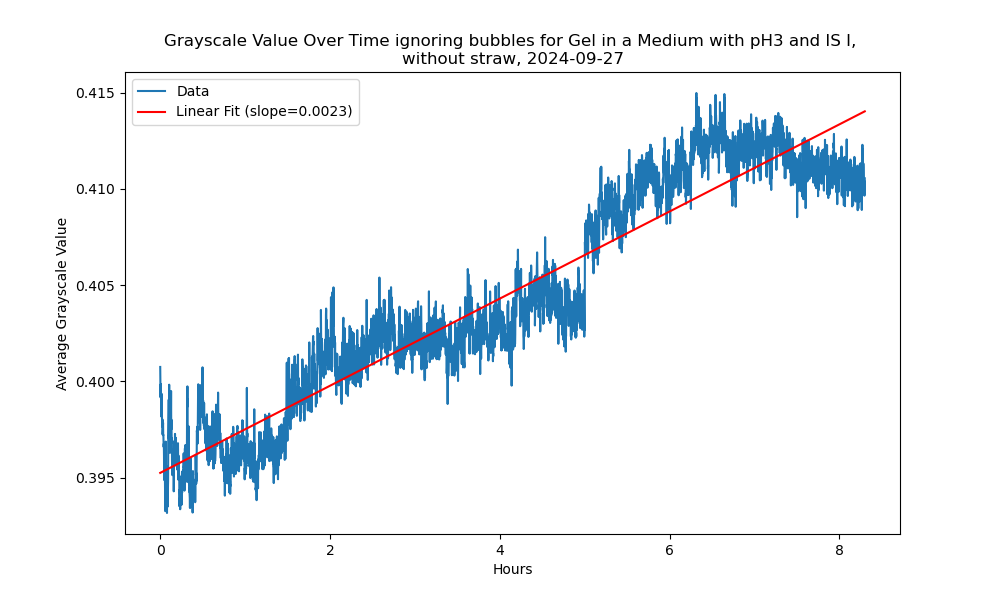 Grayscale Value Over Time ignoring bubbles for Gel in a Medium with pH3 and IS I,
without straw, 2024-09-27
Data
Linear Fit (slope=0.0023)
0.415
0.410
0.405
0.400
0.395
Average Grayscale Value
0 2 4 6 8
Hours